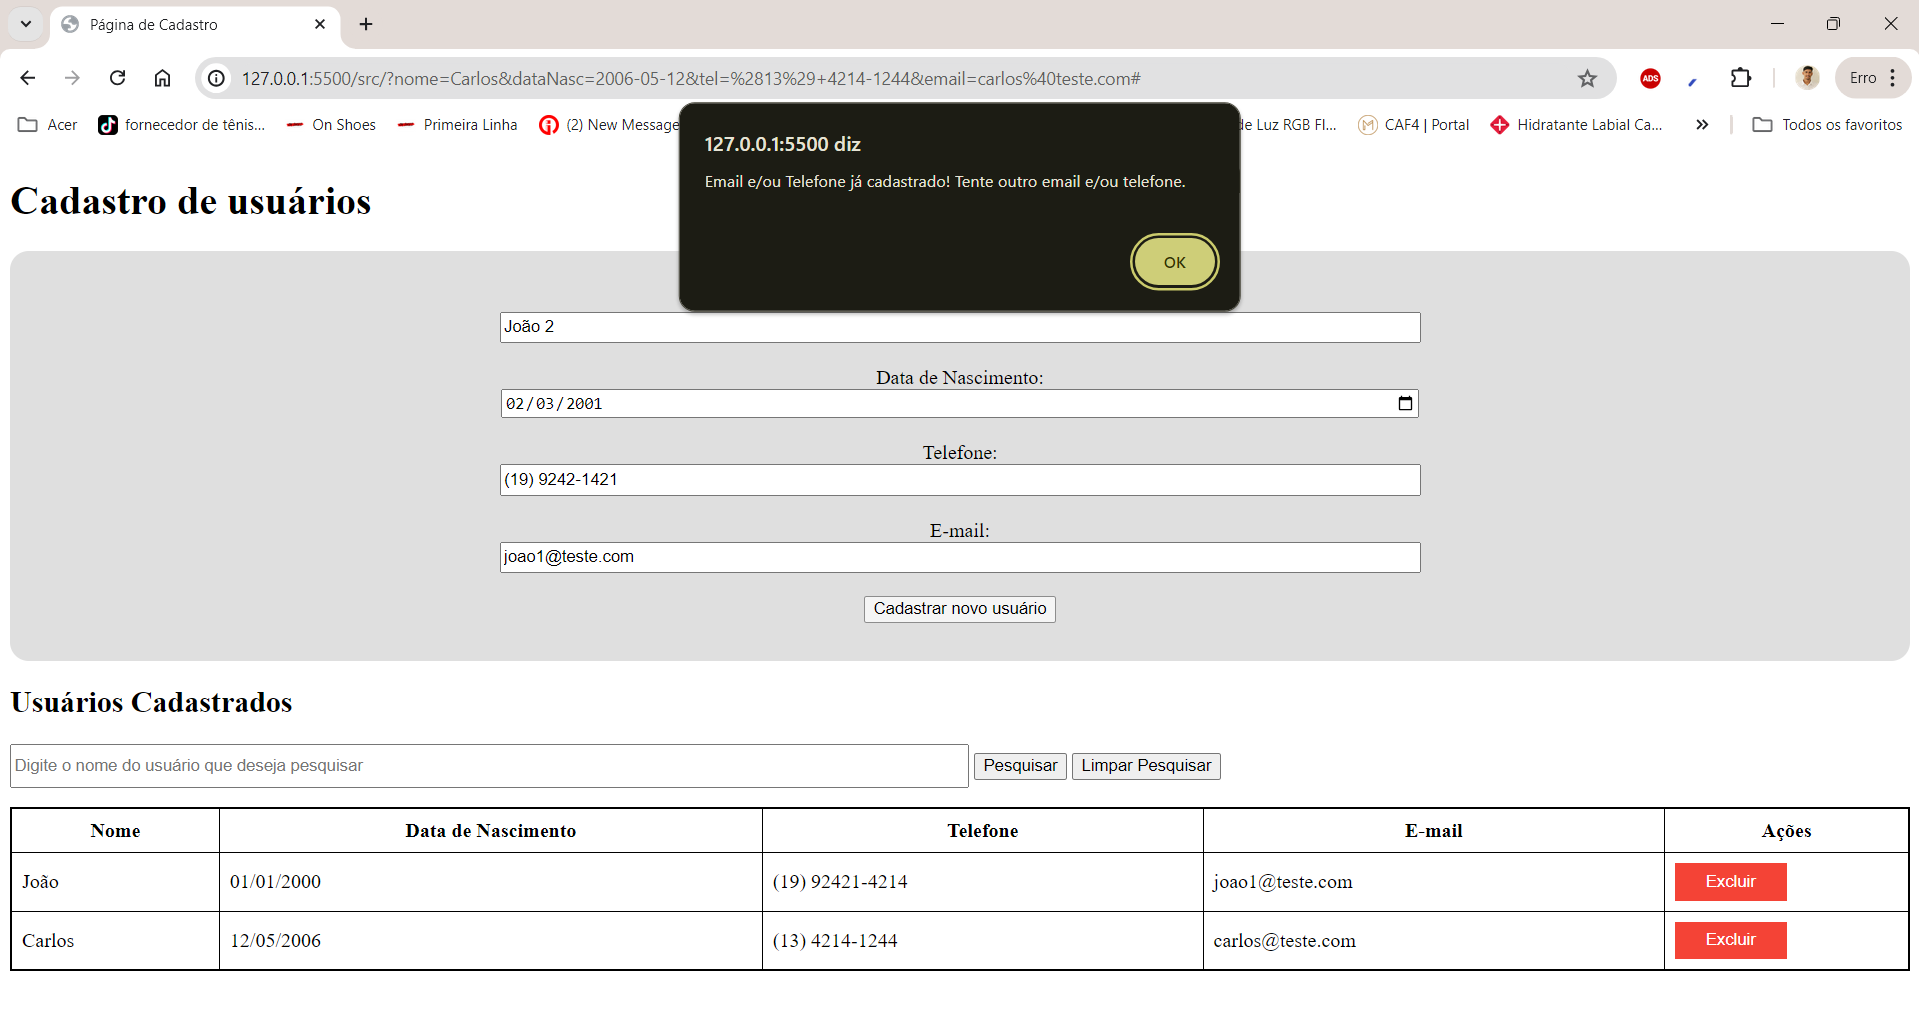 Página de Cadastro
127.0.0.1:5500/src/?nome=Carlos&dataNasc=2006-05-12&tel=%2813%29+4214-1244&email=carlos%40teste.com#
ADS
Erro
Acer
fornecedor de tênis...
On Shoes
Primeira Linha
(2) New Message
de Luz RGB Fl...
CAF4 | Portal
Hidratante Labial Ca...
Todos os favoritos
127.0.0.1:5500 diz
Email e/ou Telefone já cadastrado! Tente outro email e/ou telefone.
OK
Cadastro de usuários
João 2
Data de Nascimento:
02/03/2001
Telefone:
(19) 9242-1421
E-mail:
joao1@teste.com
Cadastrar novo usuário
Usuários Cadastrados
Digite o nome do usuário que deseja pesquisar
Pesquisar
Limpar Pesquisar
Nome Data de Nascimento Telefone E-mail Ações
João 01/01/2000 (19) 92421-4214 joao1@teste.com Excluir
Carlos 12/05/2006 (13) 4214-1244 carlos@teste.com Excluir